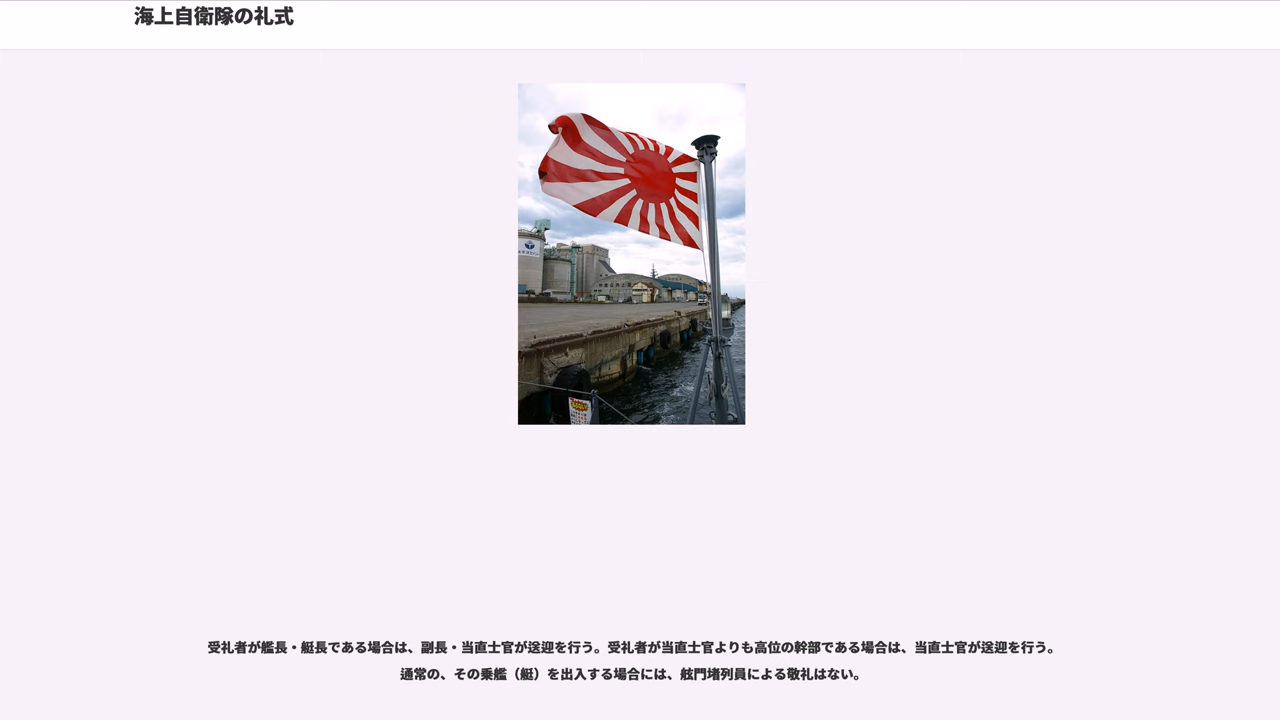 海上自衛隊の礼式
受礼者が艦長・艇長である場合は、副長・当直士官が送迎を行う。受礼者が当直士官よりも高位の幹部である場合は、当直士官が送迎を行う。
通常の、その乗艦（艇）を出入する場合には、舷門堵列員による敬礼はない。